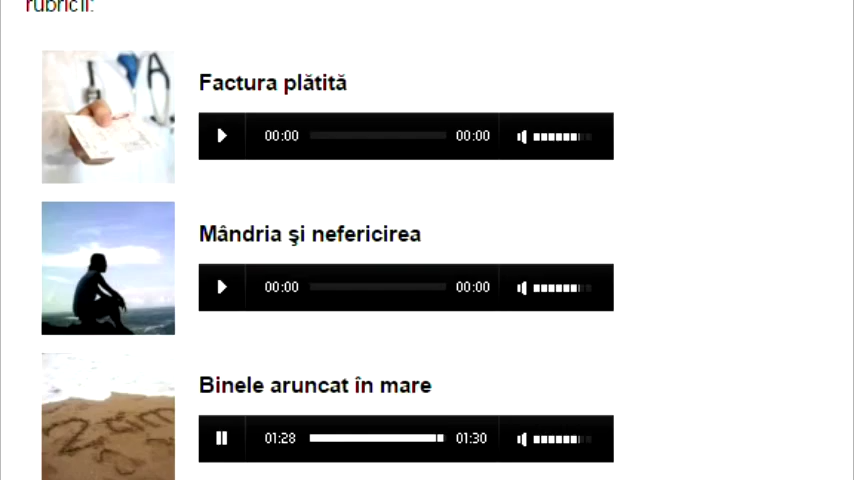 rubricii:
Factura plătită
00:00 00:00
Mândria şi nefericirea
00:00 00:00
Binele aruncat în mare
01:28 01:30